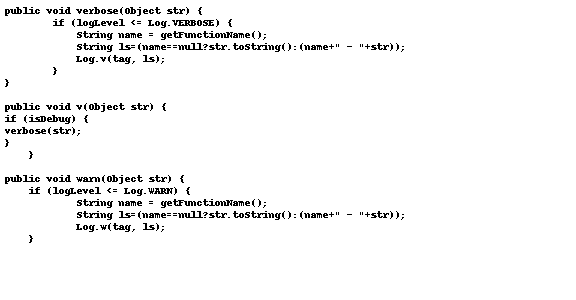 public void verbose(Object str) {
        if (logLevel <= Log.VERBOSE) {
            String name = getFunctionName();
            String ls=(name==null?str.toString():(name+" - "+str));
            Log.v(tag, ls);
        }
}
public void v(Object str) {
if (isDebug) {
verbose(str);
}
    }
public void warn(Object str) {
    if (logLevel <= Log.WARN) {
            String name = getFunctionName();
            String ls=(name==null?str.toString():(name+" - "+str));
            Log.w(tag, ls);
    }